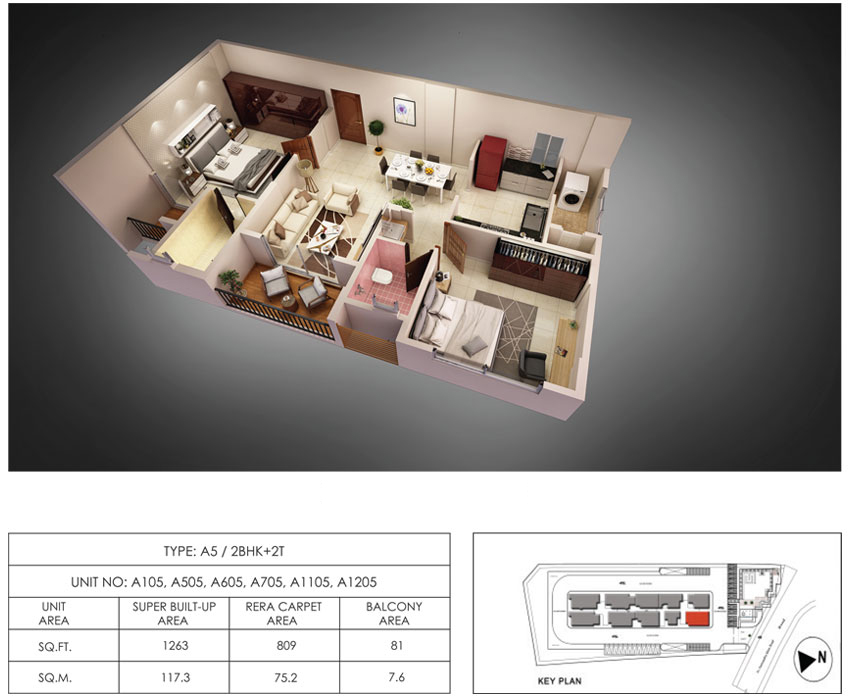 TYPE: A5 / 2BHK+2T
UNIT NO: A105, A505, A605, A705, A1105, A1205
UNIT AREA SUPER BUILT-UP AREA RERA CARPET AREA BALCONY AREA
SQ.FT. 1263 809 81
SQ.M. 117.3 75.2 7.6
KEY PLAN
N